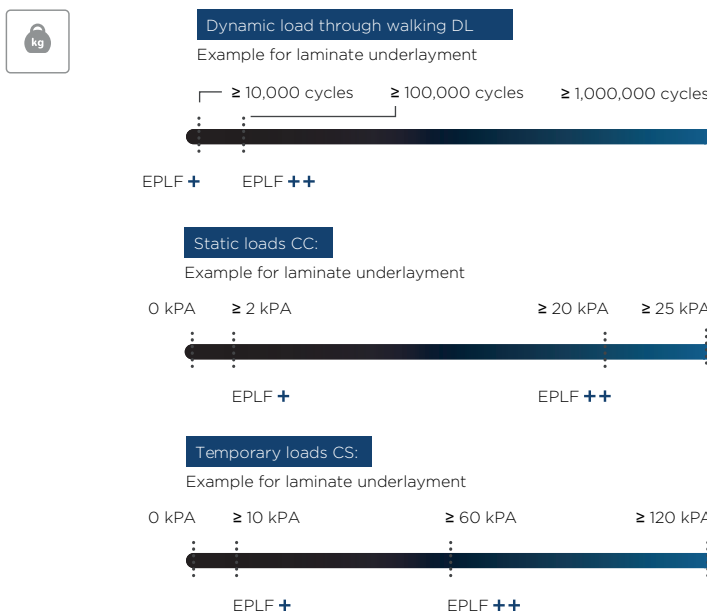 kg
Dynamic load through walking DL
Example for laminate underlayment
≥ 10,000 cycles ≥ 100,000 cycles ≥ 1,000,000 cycles
EPLF + EPLF ++
Static loads CC:
Example for laminate underlayment
0 kPA ≥ 2 kPA ≥ 20 kPA ≥ 25 kPA
EPLF + EPLF ++
Temporary loads CS:
Example for laminate underlayment
0 kPA ≥ 10 kPA ≥ 60 kPA ≥ 120 kPA
EPLF + EPLF ++